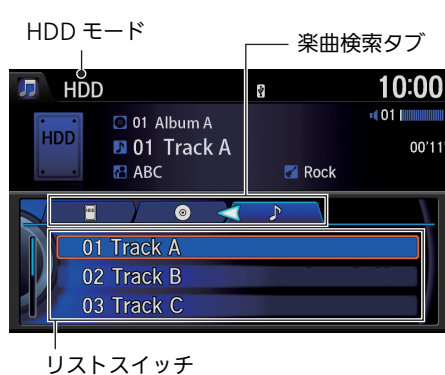 HDD モード
楽曲検索タブ
HDD
10:00
HDD
01 Album A
01
01 Track A
00'11
ABC
Rock
HDD
01 Track A
02 Track B
03 Track C
リストスイッチ